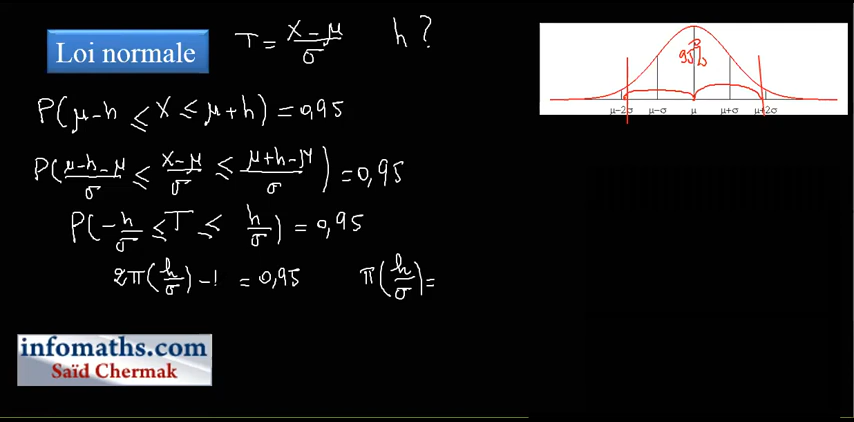 Loi normale
T = (X − μ)/σ h ?
P(μ−h ≤ X ≤ μ+h) = 0,95
P((μ−h−μ)/σ ≤ (X−μ)/σ ≤ (μ+h−μ)/σ) = 0,95
P(−h/σ ≤ T ≤ h/σ) = 0,95
2π(h/σ) − 1 = 0,95 π(h/σ) =
infomaths.com
Saïd Chermak
95%
μ−2σ μ−σ μ μ+σ μ+2σ